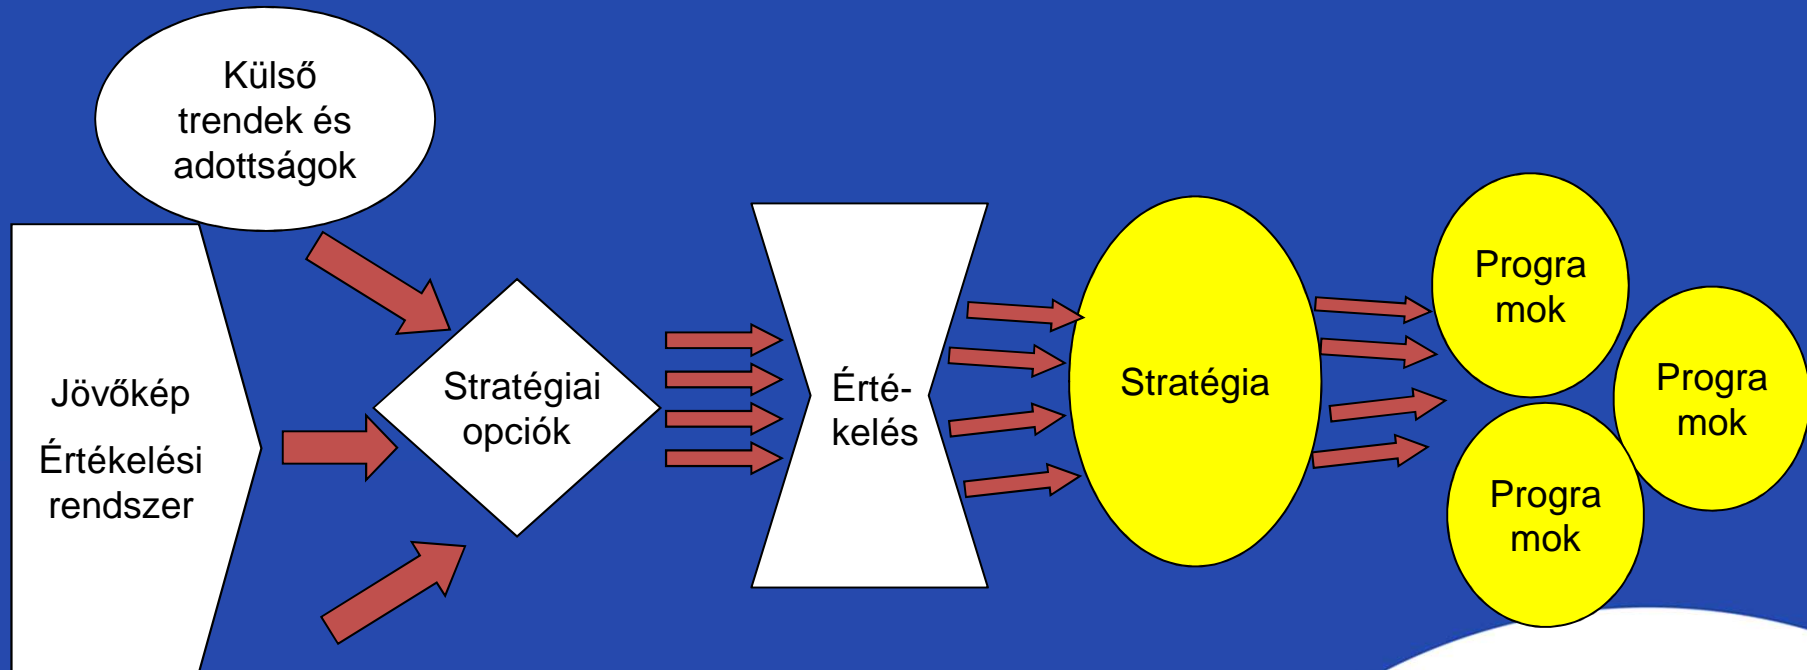 Külső
trendek és
adottságok
Jövőkép
Értékelési
rendszer
Stratégiai
opciók
Érté-
kelés
Stratégia
Progra
mok
Progra
mok
Progra
mok